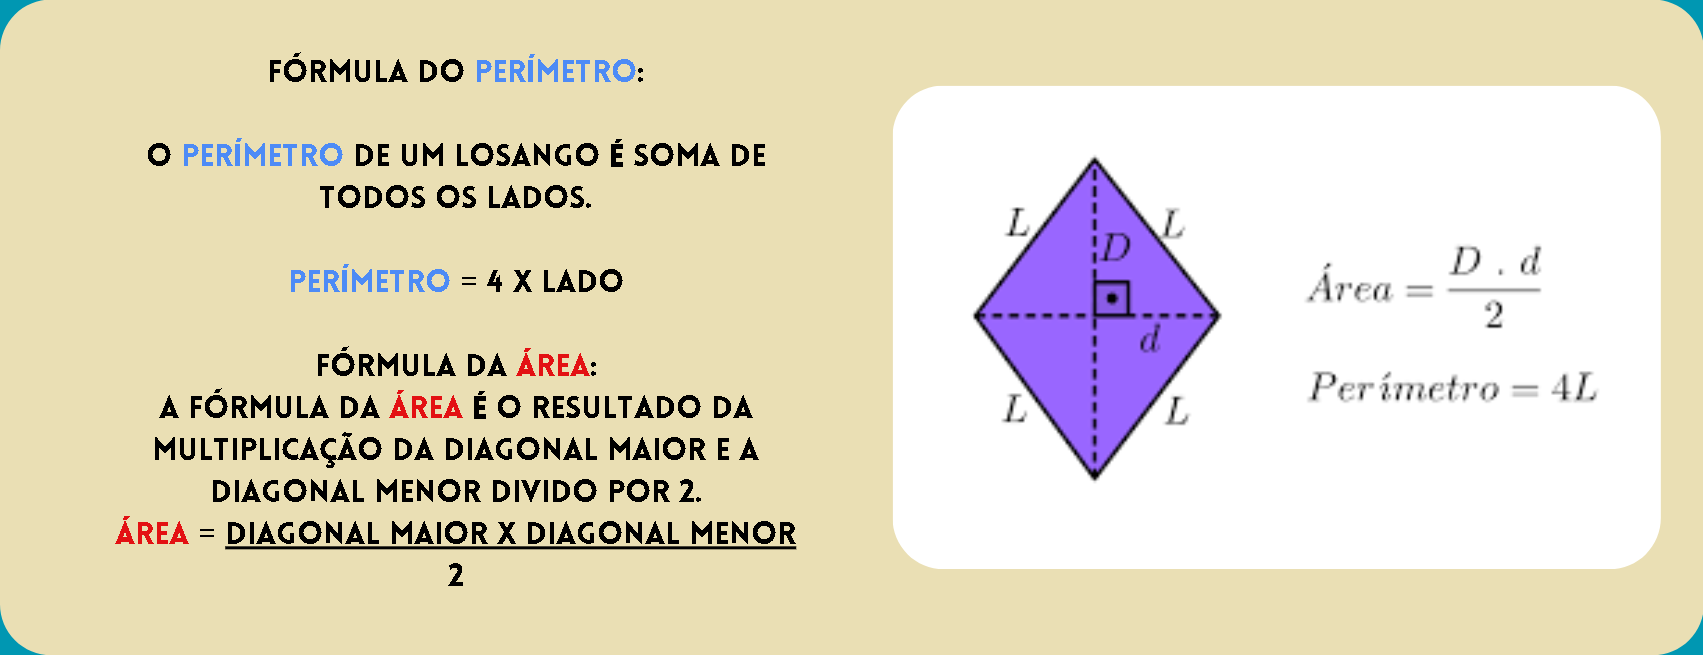 FÓRMULA DO PERÍMETRO:
O PERÍMETRO DE UM LOSANGO É SOMA DE
TODOS OS LADOS.
PERÍMETRO = 4 X LADO
FÓRMULA DA ÁREA:
A FÓRMULA DA ÁREA É O RESULTADO DA
MULTIPLICAÇÃO DA DIAGONAL MAIOR E A
DIAGONAL MENOR DIVIDO POR 2.
ÁREA = DIAGONAL MAIOR X DIAGONAL MENOR
2
L
L
D
d
L
L
Área = D . d
2
Perímetro = 4L